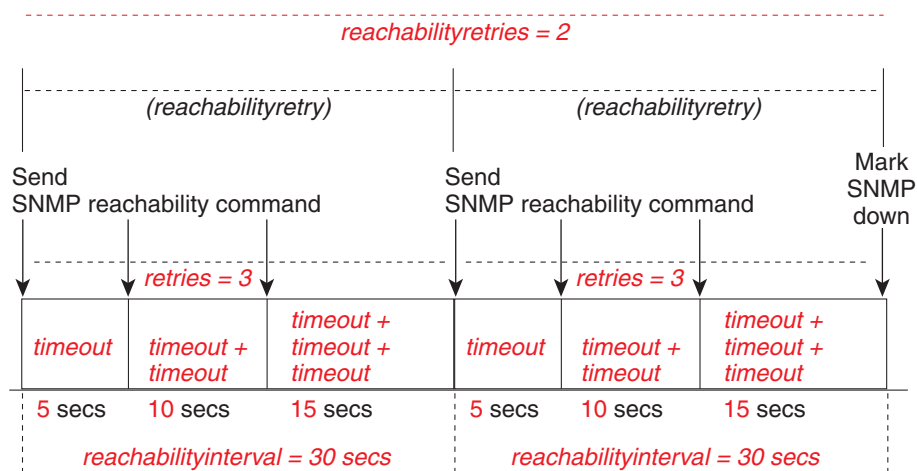 reachabilityretries = 2
(reachabilityretry)
(reachabilityretry)
Send
SNMP reachability command
Send
SNMP reachability command
Mark
SNMP
down
retries = 3
retries = 3
timeout
timeout +
timeout
timeout +
timeout +
timeout
timeout
timeout +
timeout
timeout +
timeout +
timeout
5 secs
10 secs
15 secs
5 secs
10 secs
15 secs
reachabilityinterval = 30 secs
reachabilityinterval = 30 secs